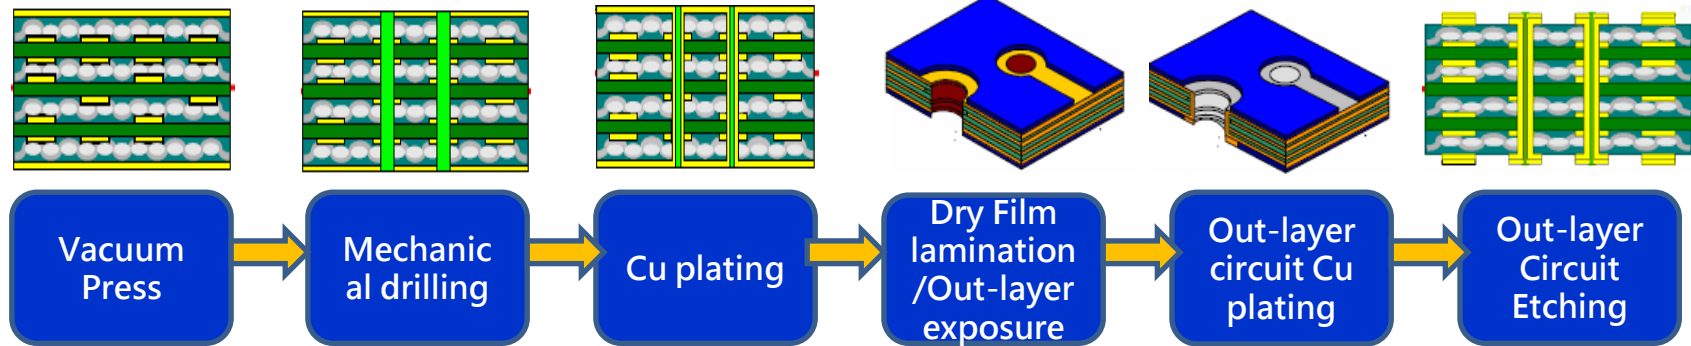 Vacuum
Press
Mechanic
al drilling
Cu plating
Dry Film
lamination
/Out-layer
exposure
Out-layer
circuit Cu
plating
Out-layer
Circuit
Etching